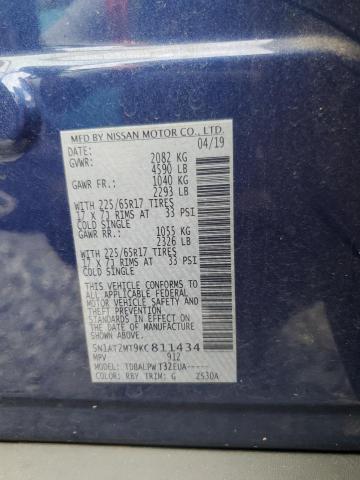 MFD BY NISSAN MOTOR CO., LTD.
DATE: 04/19
GVWR: 2082 KG
4590 LB
GAWR FR.: 1040 KG
2293 LB
WITH 225/65R17 TIRES
17 X 7J RIMS AT 33 PSI
COLD SINGLE
GAWR RR.: 1055 KG
2326 LB
WITH 225/65R17 TIRES
17 X 7J RIMS AT 33 PSI
COLD SINGLE
THIS VEHICLE CONFORMS TO ALL
APPLICABLE FEDERAL MOTOR
VEHICLE SAFETY AND THEFT
PREVENTION STANDARDS IN EFFECT
ON THE DATE OF MANUFACTURE
SHOWN ABOVE.
5N1AT2MT9KC811434
MPV 912
MODEL: TDBALPW T32EUA-----
COLOR: RBY TRIM: G 2530A